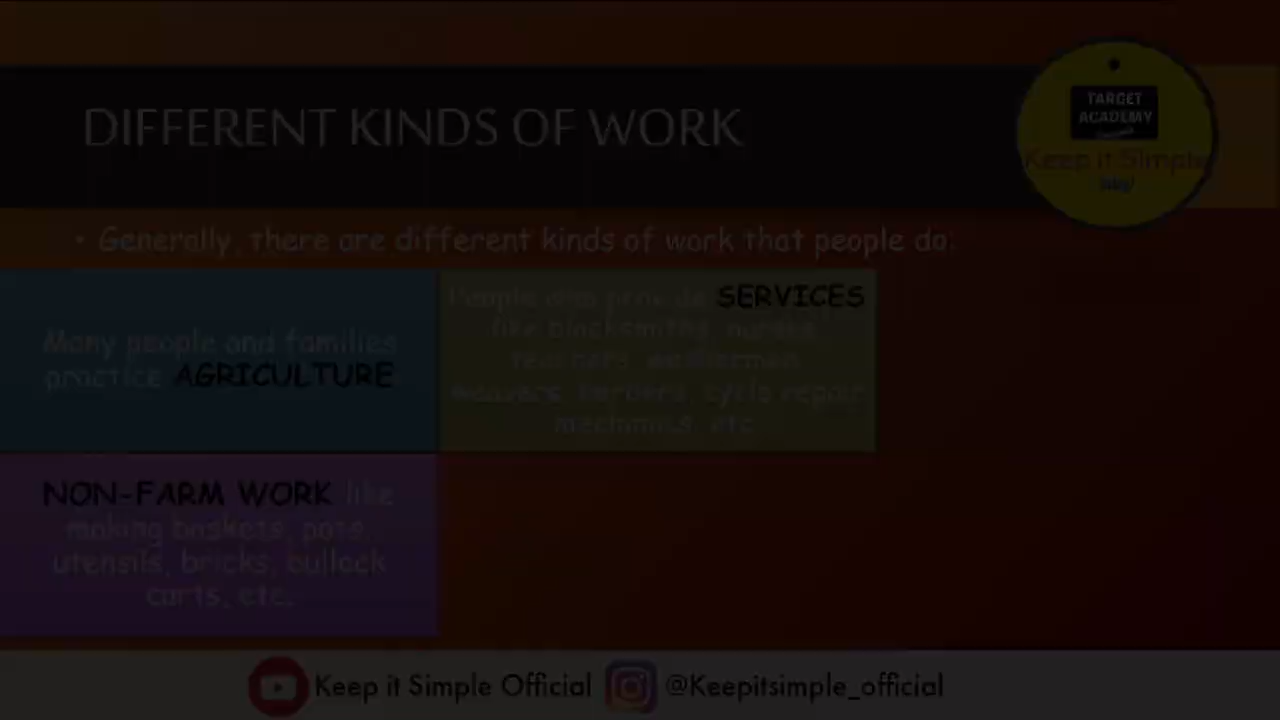 DIFFERENT KINDS OF WORK
TARGET
ACADEMY
Keep it Simple
• Generally, there are different kinds of work that people do:
Many people and families
practice AGRICULTURE
People also provide SERVICES
like blacksmiths, nurses,
teachers, washermen,
weavers, barbers, cycle repair
mechanics, etc.
NON-FARM WORK like
making baskets, pots,
utensils, bricks, bullock
carts, etc.
Keep it Simple Official
@Keepitsimple_official